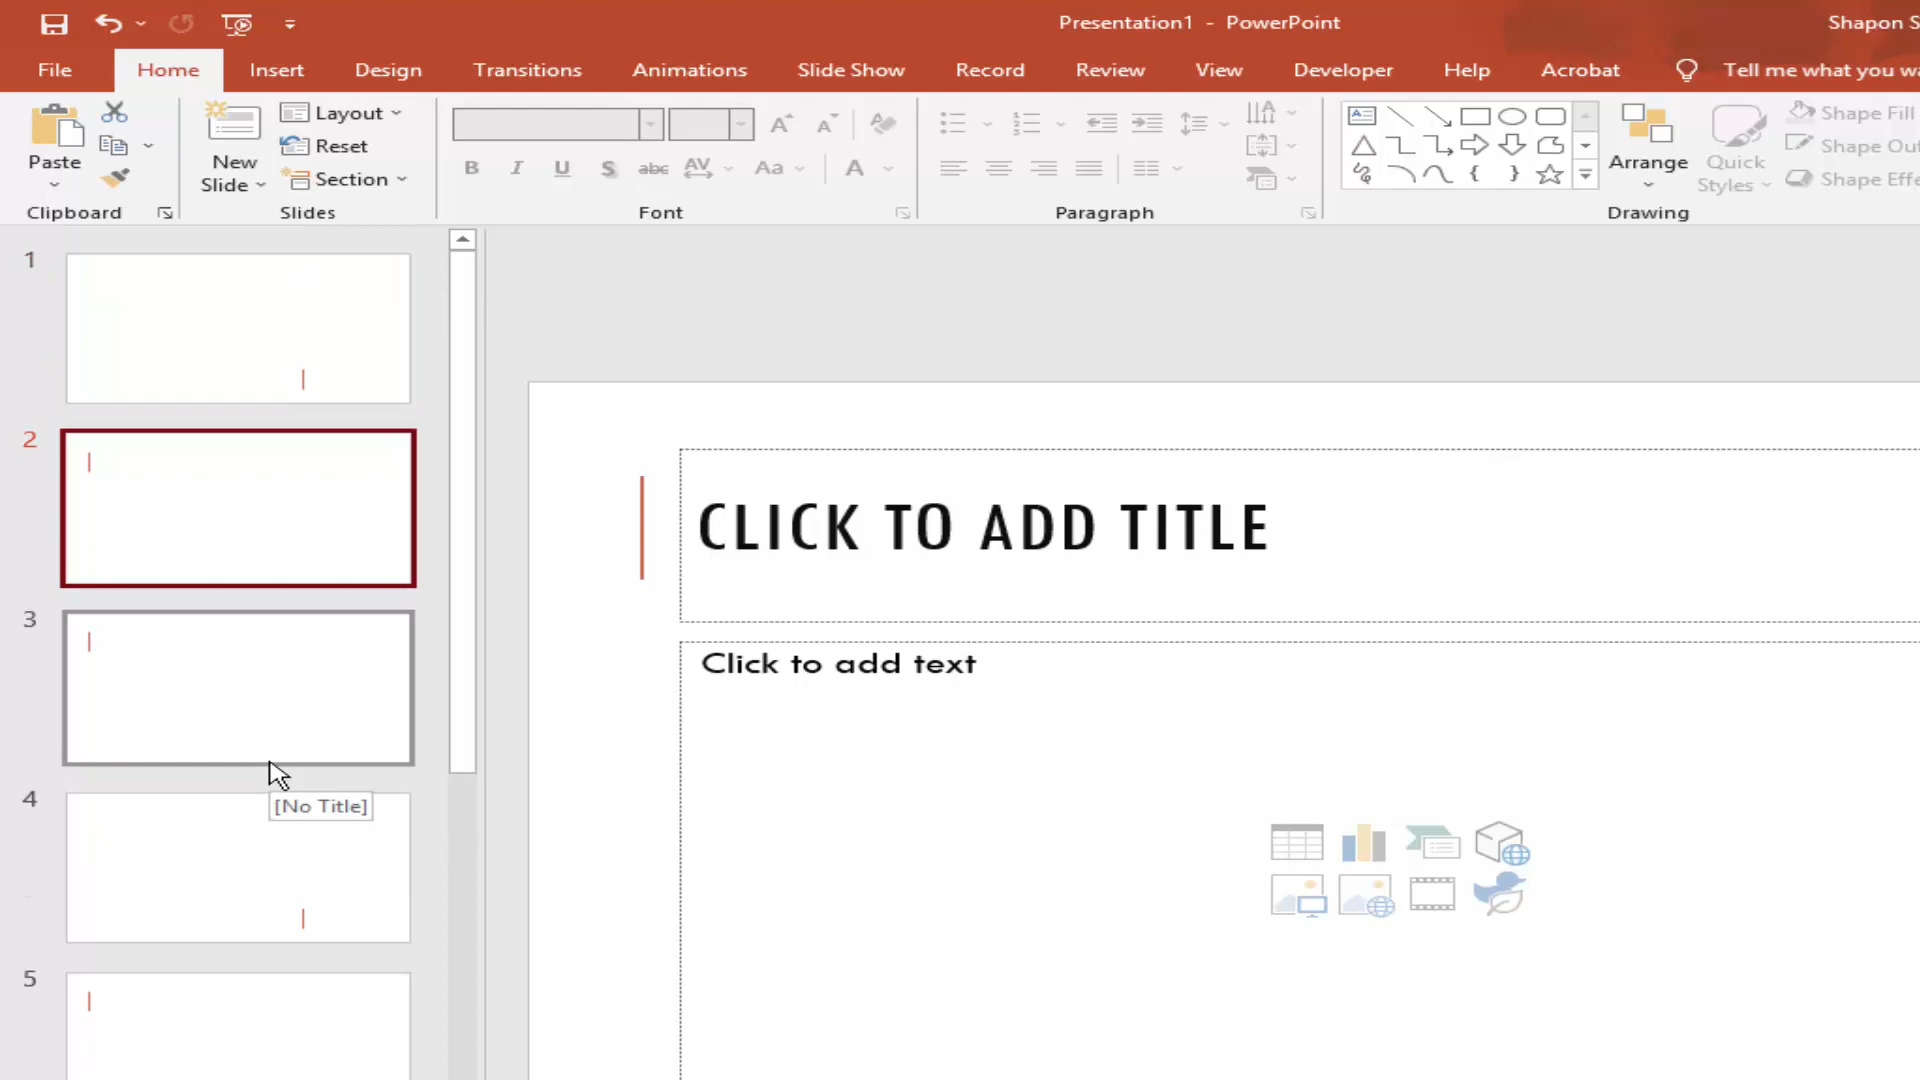 Presentation1 - PowerPoint
Shapon S
File Home Insert Design Transitions Animations Slide Show Record Review View Developer Help Acrobat Tell me what you wa
Paste
New
Slide
Layout
Reset
Section
B I U S abc AV Aa A
Arrange
Quick
Styles
Shape Fill
Shape Out
Shape Effe
Clipboard Slides Font Paragraph Drawing
1
2
3
[No Title]
4
5
CLICK TO ADD TITLE
Click to add text